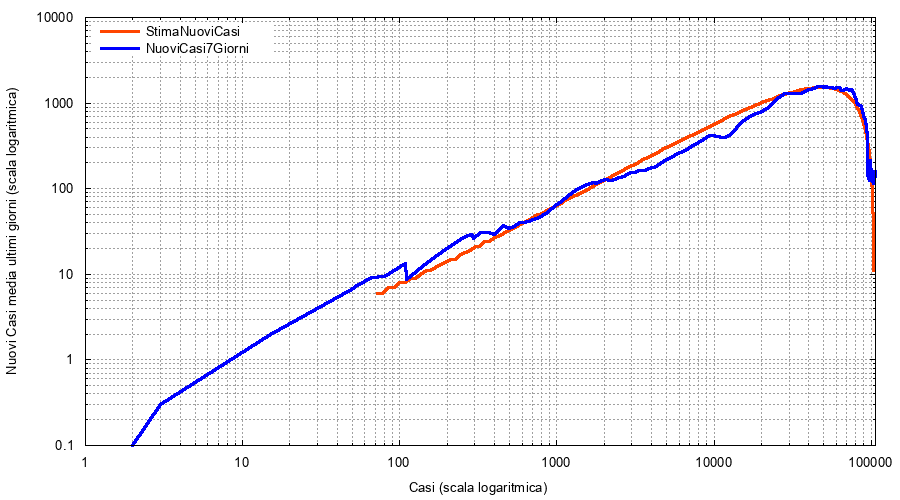 10000
1000
100
10
1
0.1
StimaNuoviCasi
NuoviCasi7Giorni
Nuovi Casi media ultimi giorni (scala logaritmica)
1 10 100 1000 10000 100000
Casi (scala logaritmica)